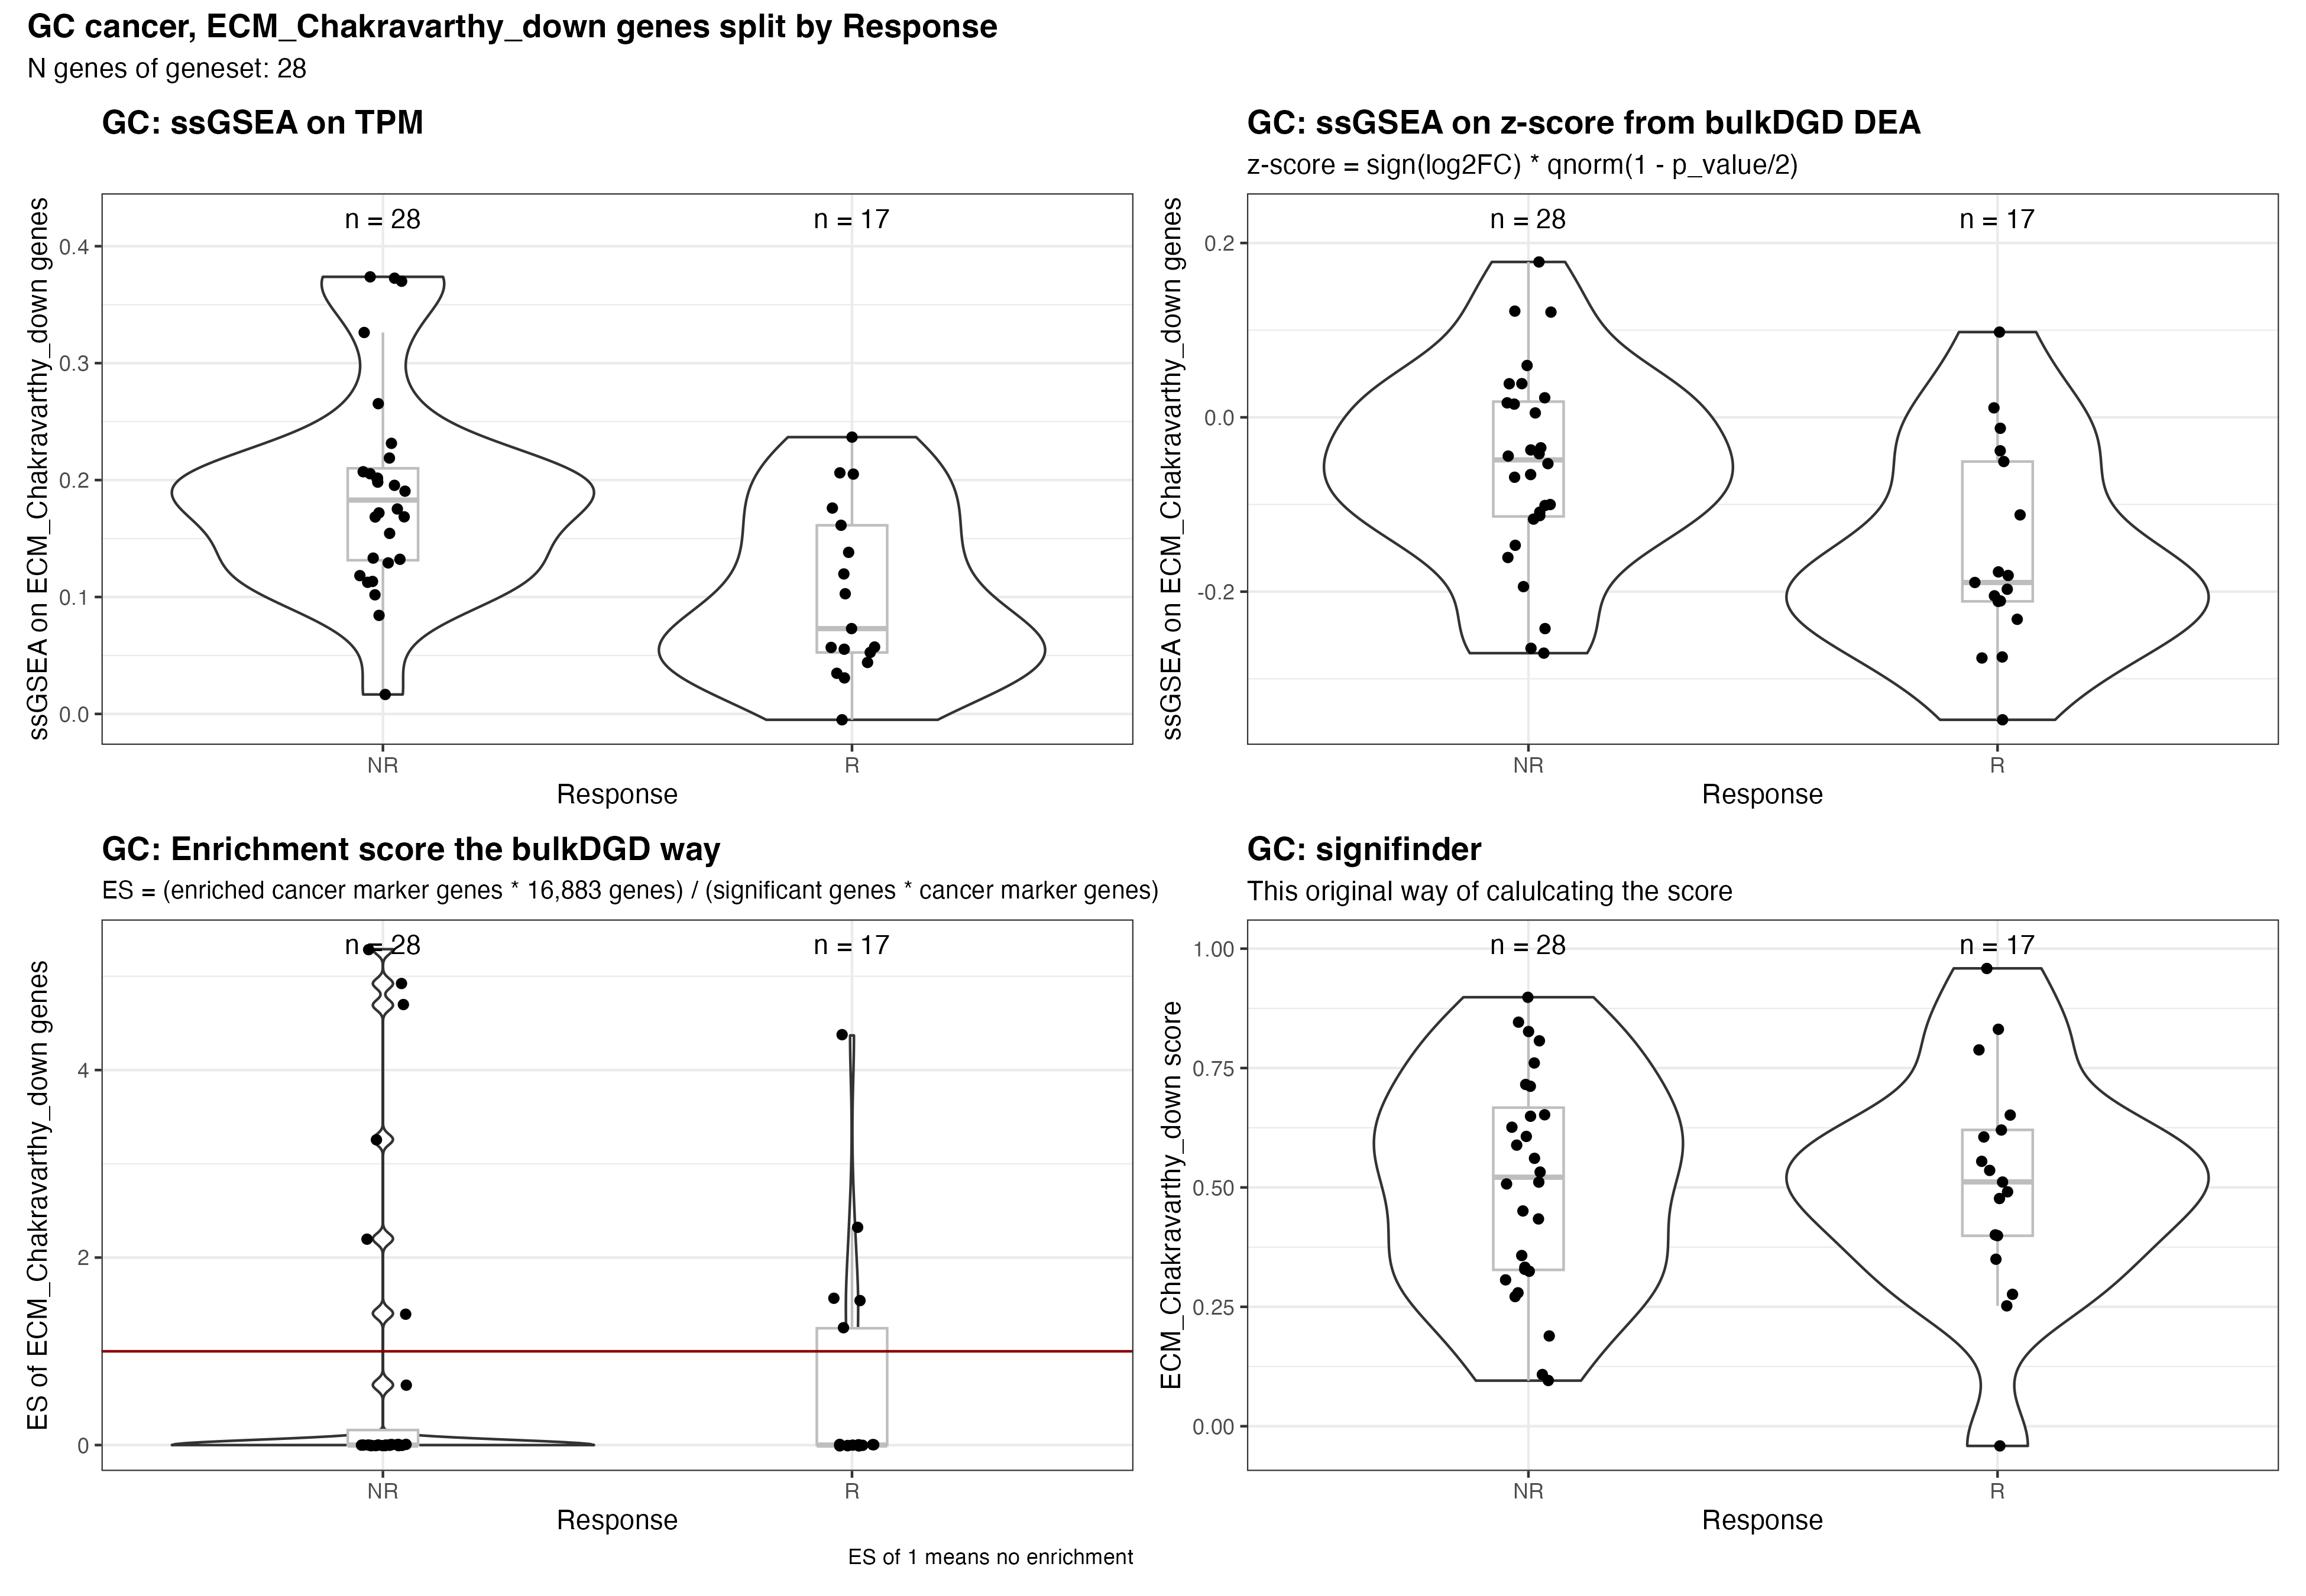 GC cancer, ECM_Chakravarthy_down genes split by Response
N genes of geneset: 28
GC: ssGSEA on TPM
ssGSEA on ECM_Chakravarthy_down genes
n = 28
n = 17
0.4
0.3
0.2
0.1
0.0
NR
R
Response
GC: ssGSEA on z-score from bulkDGD DEA
z-score = sign(log2FC) * qnorm(1 - p_value/2)
ssGSEA on ECM_Chakravarthy_down genes
n = 28
n = 17
0.2
0.0
-0.2
NR
R
Response
GC: Enrichment score the bulkDGD way
ES = (enriched cancer marker genes * 16,883 genes) / (significant genes * cancer marker genes)
ES of ECM_Chakravarthy_down genes
n = 28
n = 17
4
2
0
NR
R
Response
ES of 1 means no enrichment
GC: signifinder
This original way of calulcating the score
ECM_Chakravarthy_down score
n = 28
n = 17
1.00
0.75
0.50
0.25
0.00
NR
R
Response